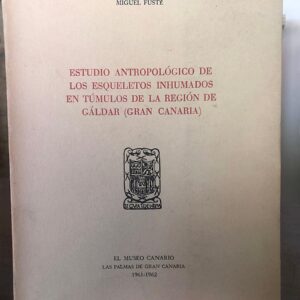 MIGUEL FUSTÉ
ESTUDIO ANTROPOLÓGICO DE
LOS ESQUELETOS INHUMADOS
EN TÚMULOS DE LA REGIÓN DE
GÁLDAR (GRAN CANARIA)
EL MUSEO CANARIO
LAS PALMAS DE GRAN CANARIA
1961-1962